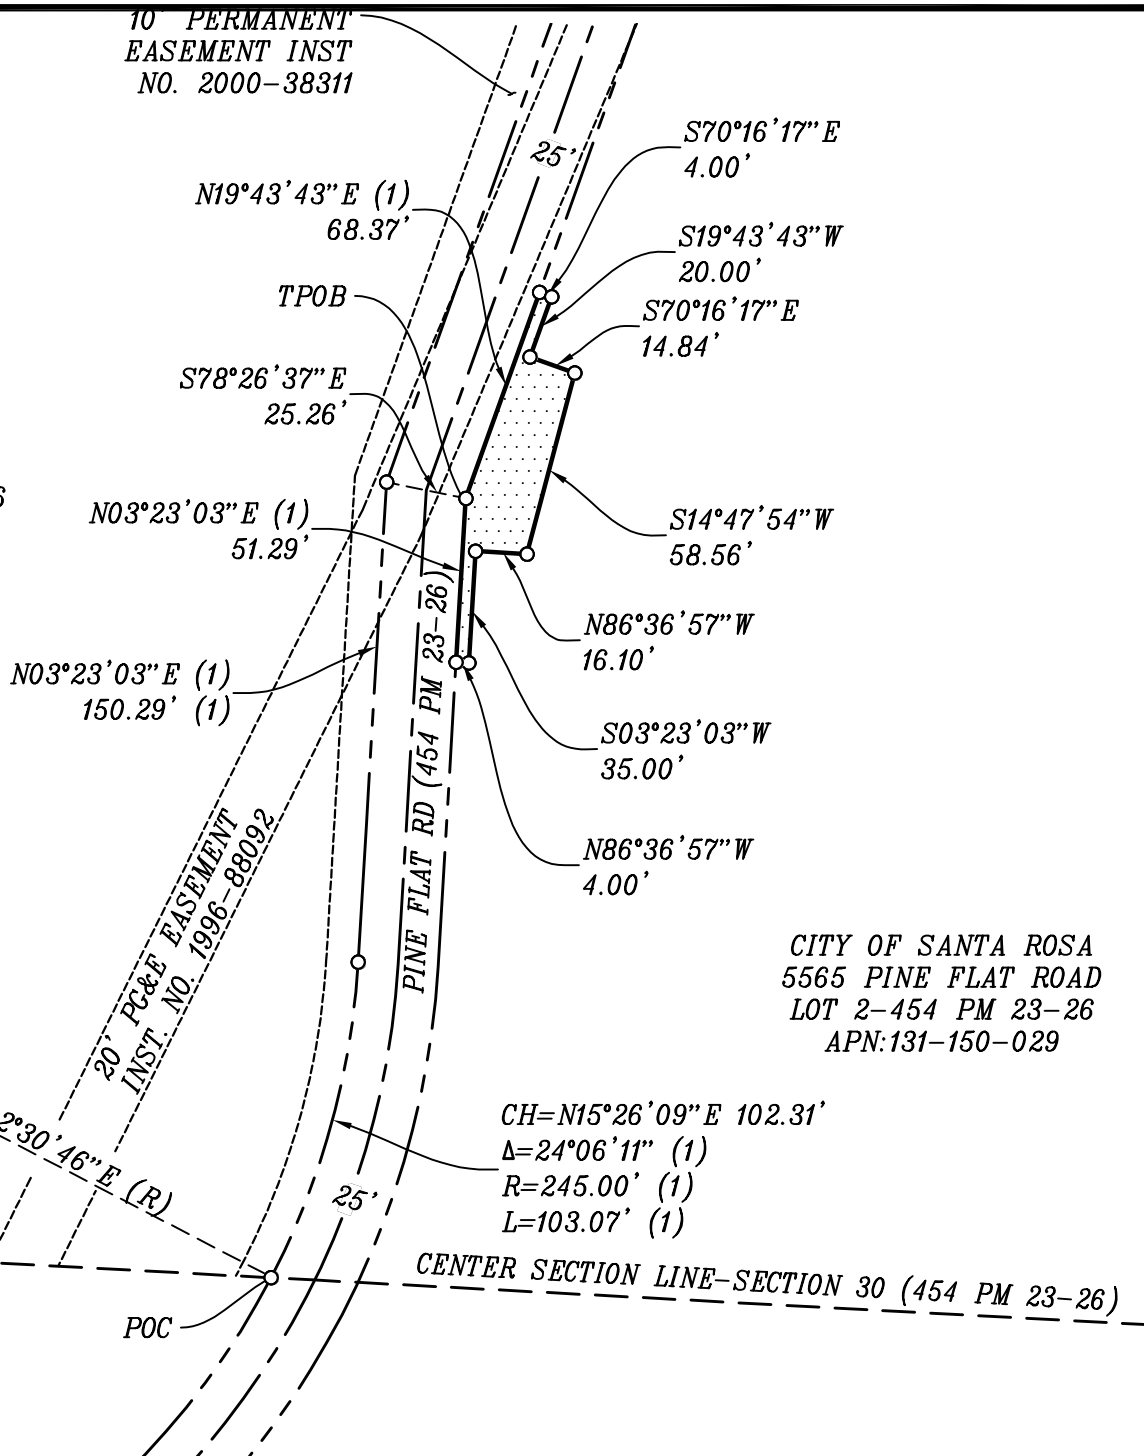 10' PERMANENT
EASEMENT INST
NO. 2000-38311
25'
S70°16'17"E
4.00'
N19°43'43"E (1)
68.37'
S19°43'43"W
20.00'
TPOB
S70°16'17"E
14.84'
S78°26'37"E
25.26'
6
N03°23'03"E (1)
51.29'
S14°47'54"W
58.56'
N86°36'57"W
16.10'
N03°23'03"E (1)
150.29' (1)
S03°23'03"W
35.00'
PINE FLAT RD (454 PM 23-26)
N86°36'57"W
4.00'
20' PG&E EASEMENT
INST. NO. 1996-88092
CITY OF SANTA ROSA
5565 PINE FLAT ROAD
LOT 2-454 PM 23-26
APN:131-150-029
CH=N15°26'09"E 102.31'
Δ=24°06'11" (1)
R=245.00' (1)
L=103.07' (1)
2°30'46"E (R)
25'
CENTER SECTION LINE-SECTION 30 (454 PM 23-26)
POC